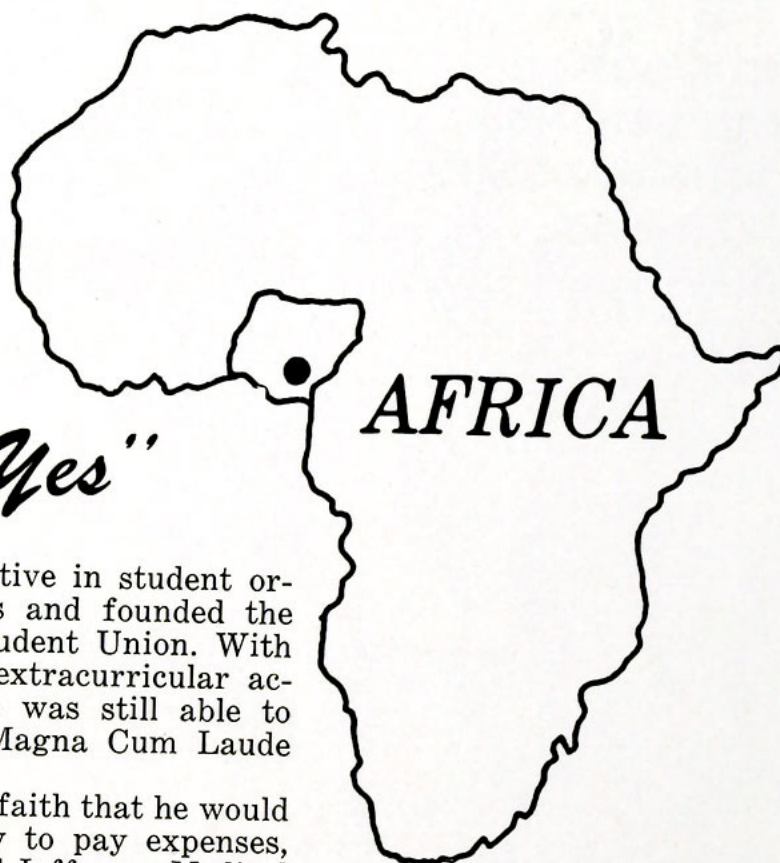 AFRICA
Yes"
tive in student or-
s and founded the
udent Union. With
extracurricular ac-
was still able to
Magna Cum Laude
faith that he would
to pay expenses,